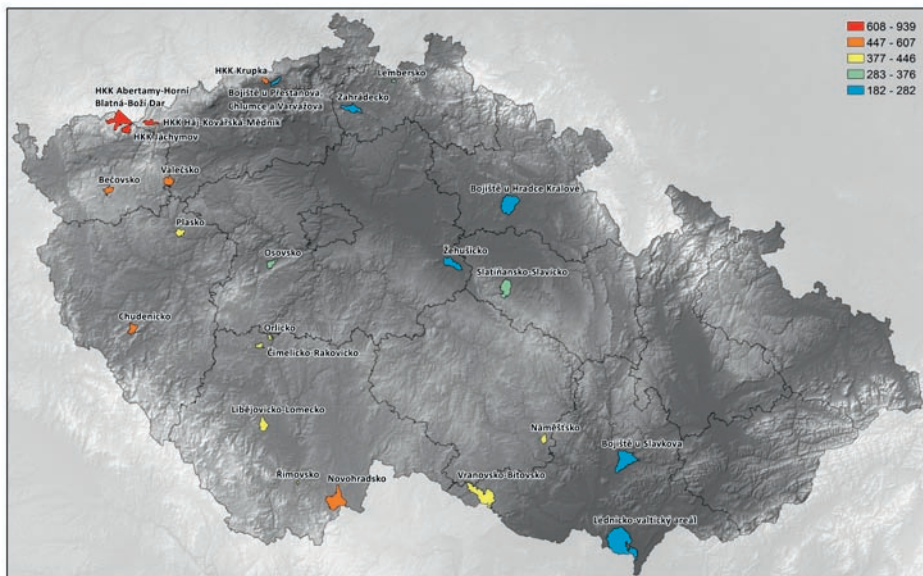 608 - 939
447 - 607
377 - 446
283 - 376
182 - 282
HKK Krupka
Lembersko
HKK Abertamy-Horní
Blatná-Boží Dar
Bojiště u Přestanova,
Chlumce a Varvažova
Zahrádecko
HKK Háj-Kovářská-Mědník
HKK Jáchymov
Bečovsko
Valečsko
Bojiště u Hradce Králové
Plasko
Osovsko
Žehušicko
Slatiňansko-Slavicko
Chudenicko
Orlicko
Čimelicko-Rakovicko
Libějovicko-Lomecko
Náměšťsko
Bojiště u Slavkova
Římovsko
Novohradsko
Vranovsko-Bítovsko
Lednicko-valtický areál